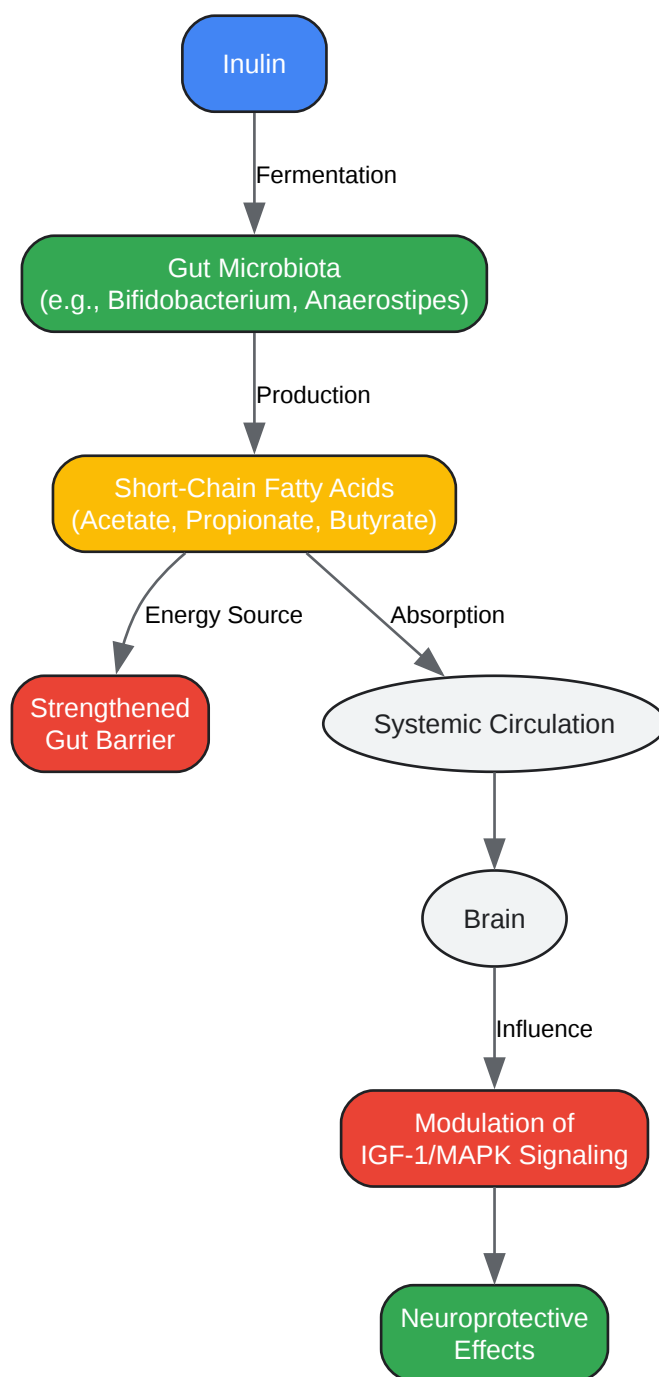 Inulin
Fermentation
Gut Microbiota
(e.g., Bifidobacterium, Anaerostipes)
Production
Short-Chain Fatty Acids
(Acetate, Propionate, Butyrate)
Energy Source
Absorption
Strengthened
Gut Barrier
Systemic Circulation
Brain
Influence
Modulation of
IGF-1/MAPK Signaling
Neuroprotective
Effects